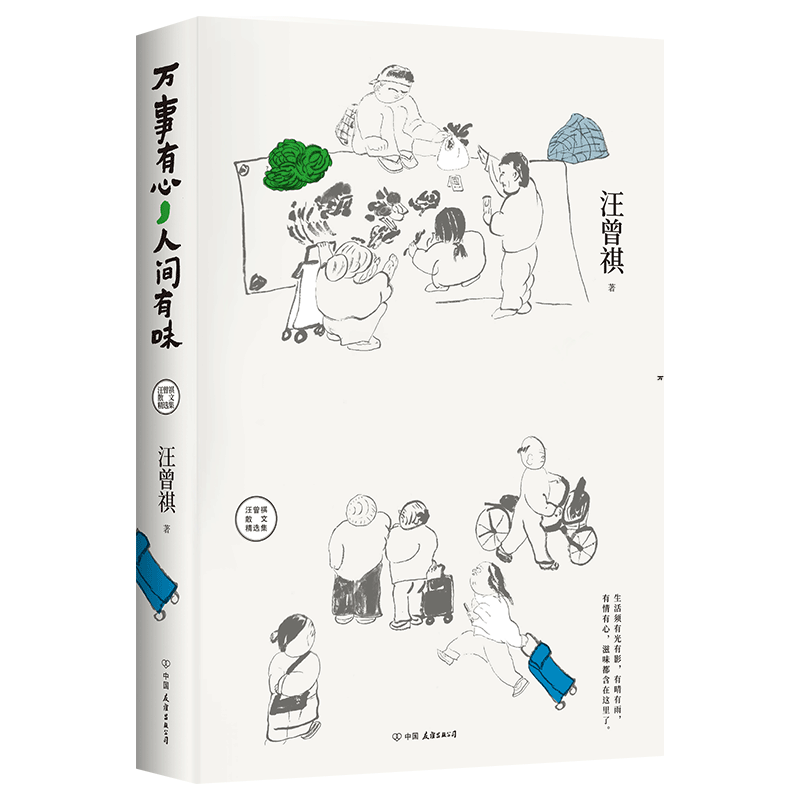 万事有心，人间有味
汪曾祺
散文
精选集
汪曾祺
著
中国友谊出版公司
汪曾祺
著
万
汪曾祺
散文
精选集
生活须有光有影，有晴有雨，
有情有心，滋味都含在这里了。
中国友谊出版公司